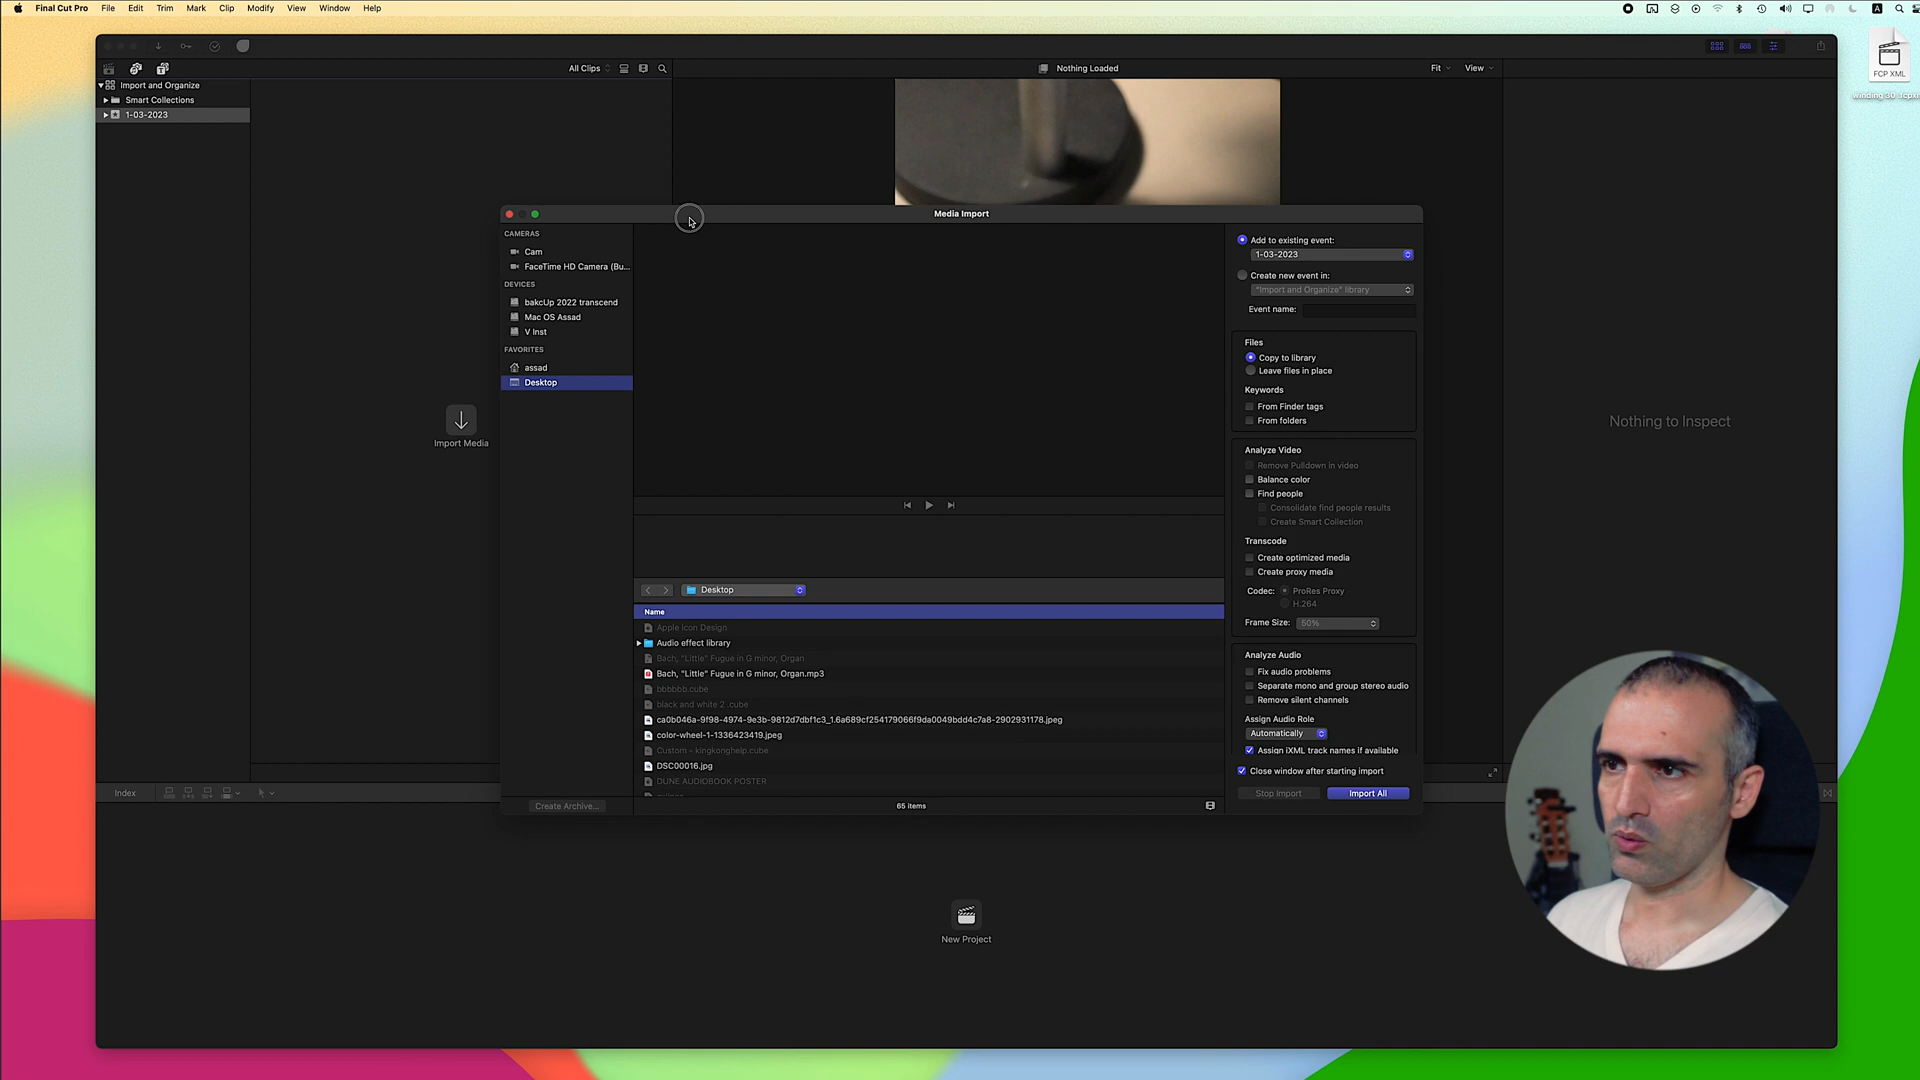 Final Cut Pro File Edit Trim Mark Clip Modify View Window Help
A
FCP XML
All Clips
Nothing Loaded
Fit
View
Import and Organize
Smart Collections
1-03-2023
Import Media
Media Import
CAMERAS
Cam
FaceTime HD Camera (Bu...
DEVICES
bakcUp 2022 transcend
Mac OS Assad
V Inst
FAVORITES
assad
Desktop
Create Archive...
Desktop
Name
Apple Icon Design
Audio effect library
Bach, "Little" Fugue in G minor, Organ
Bach, "Little" Fugue in G minor, Organ.mp3
bbbbbb.cube
black and white 2 .cube
ca0b046a-9f98-4974-9e3b-9812d7dbf1c3_1.6a689cf254179066f9da0049bdd4c7a8-2902931178.jpeg
color-wheel-1-1336423419.jpeg
Custom - kingkonghelp.cube
DSC00016.jpg
DUNE AUDIOBOOK POSTER
65 items
Add to existing event:
1-03-2023
Create new event in:
"Import and Organize" library
Event name:
Files
Copy to library
Leave files in place
Keywords
From Finder tags
From folders
Analyze Video
Remove Pulldown in video
Balance color
Find people
Consolidate find people results
Create Smart Collection
Transcode
Create optimized media
Create proxy media
Codec: ProRes Proxy
H.264
Frame Size: 50%
Analyze Audio
Fix audio problems
Separate mono and group stereo audio
Remove silent channels
Assign Audio Role
Automatically
Assign iXML track names if available
Close window after starting import
Stop Import
Import All
Nothing to Inspect
Index
New Project